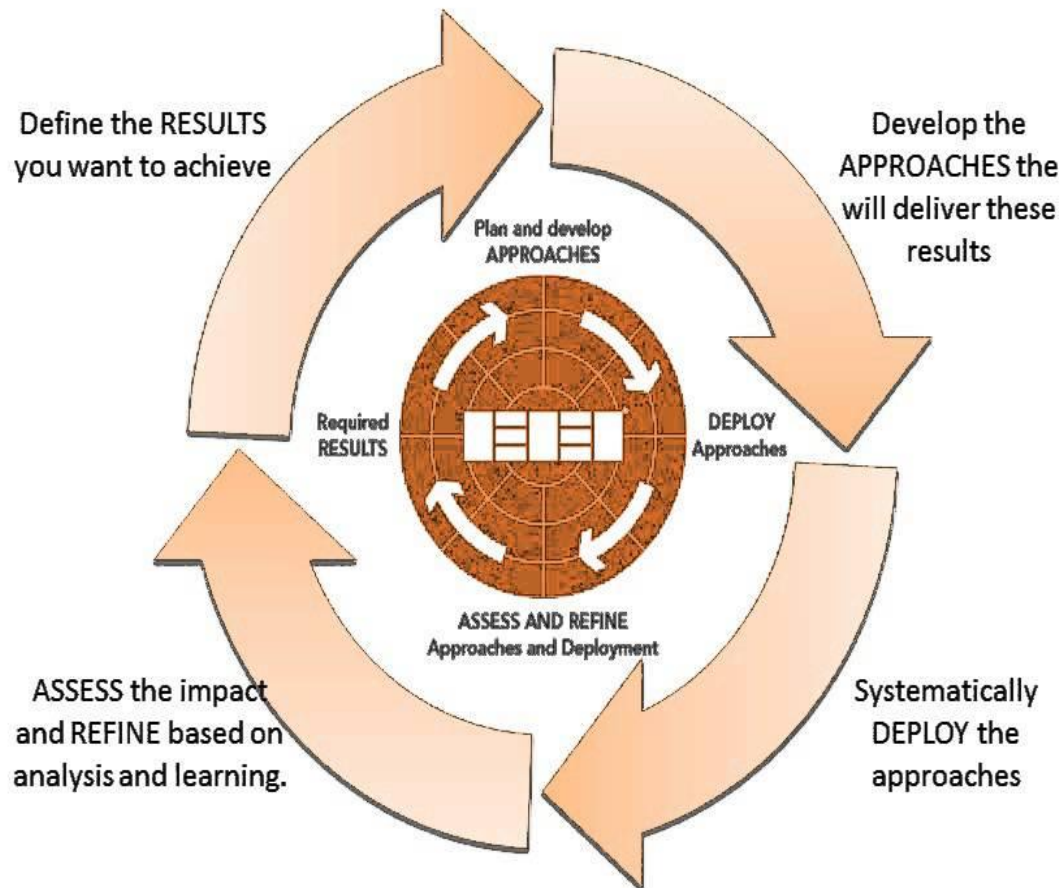 Define the RESULTS
you want to achieve
Develop the
APPROACHES the
will deliver these
results
Plan and develop
APPROACHES
Required
RESULTS
DEPLOY
Approaches
ASSESS AND REFINE
Approaches and Deployment
ASSESS the impact
and REFINE based on
analysis and learning.
Systematically
DEPLOY the
approaches